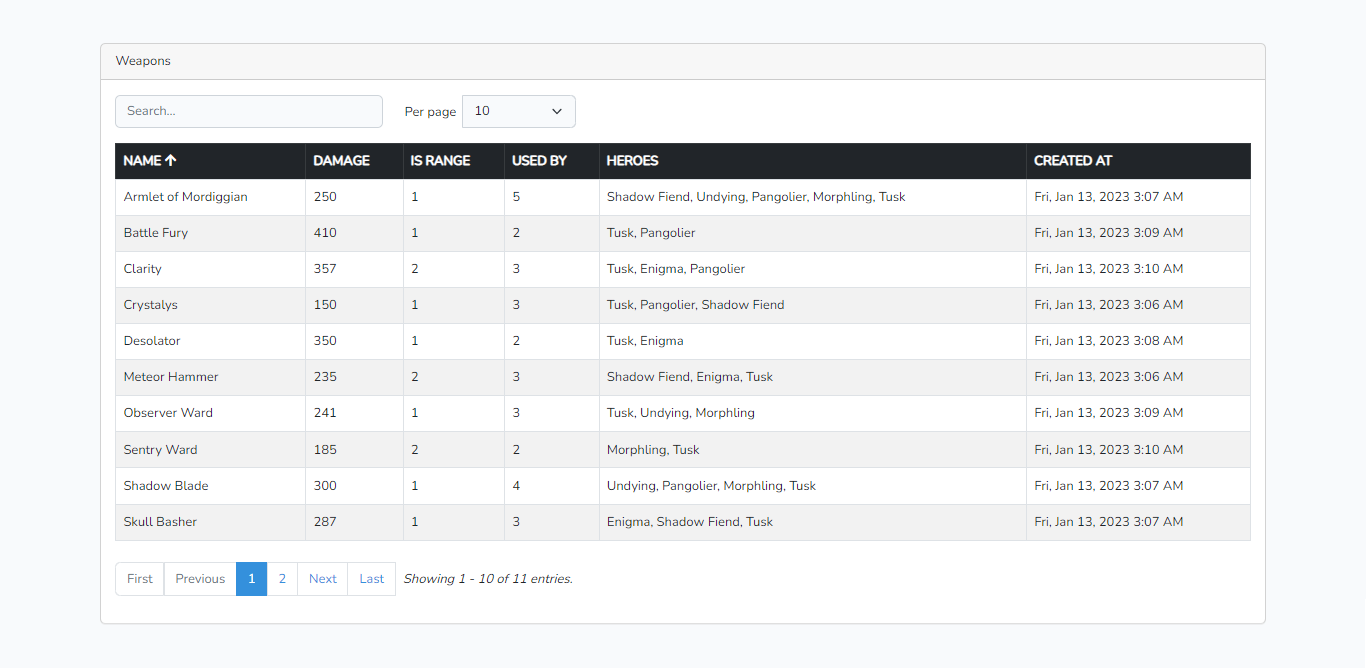 Weapons
Search...
Per page 10
NAME DAMAGE IS RANGE USED BY HEROES CREATED AT
Armlet of Mordiggian 250 1 5 Shadow Fiend, Undying, Pangolier, Morphling, Tusk Fri, Jan 13, 2023 3:07 AM
Battle Fury 410 1 2 Tusk, Pangolier Fri, Jan 13, 2023 3:09 AM
Clarity 357 2 3 Tusk, Enigma, Pangolier Fri, Jan 13, 2023 3:10 AM
Crystalys 150 1 3 Tusk, Pangolier, Shadow Fiend Fri, Jan 13, 2023 3:06 AM
Desolator 350 1 2 Tusk, Enigma Fri, Jan 13, 2023 3:08 AM
Meteor Hammer 235 2 3 Shadow Fiend, Enigma, Tusk Fri, Jan 13, 2023 3:06 AM
Observer Ward 241 1 3 Tusk, Undying, Morphling Fri, Jan 13, 2023 3:09 AM
Sentry Ward 185 2 2 Morphling, Tusk Fri, Jan 13, 2023 3:10 AM
Shadow Blade 300 1 4 Undying, Pangolier, Morphling, Tusk Fri, Jan 13, 2023 3:07 AM
Skull Basher 287 1 3 Enigma, Shadow Fiend, Tusk Fri, Jan 13, 2023 3:07 AM
First Previous 1 2 Next Last Showing 1 - 10 of 11 entries.